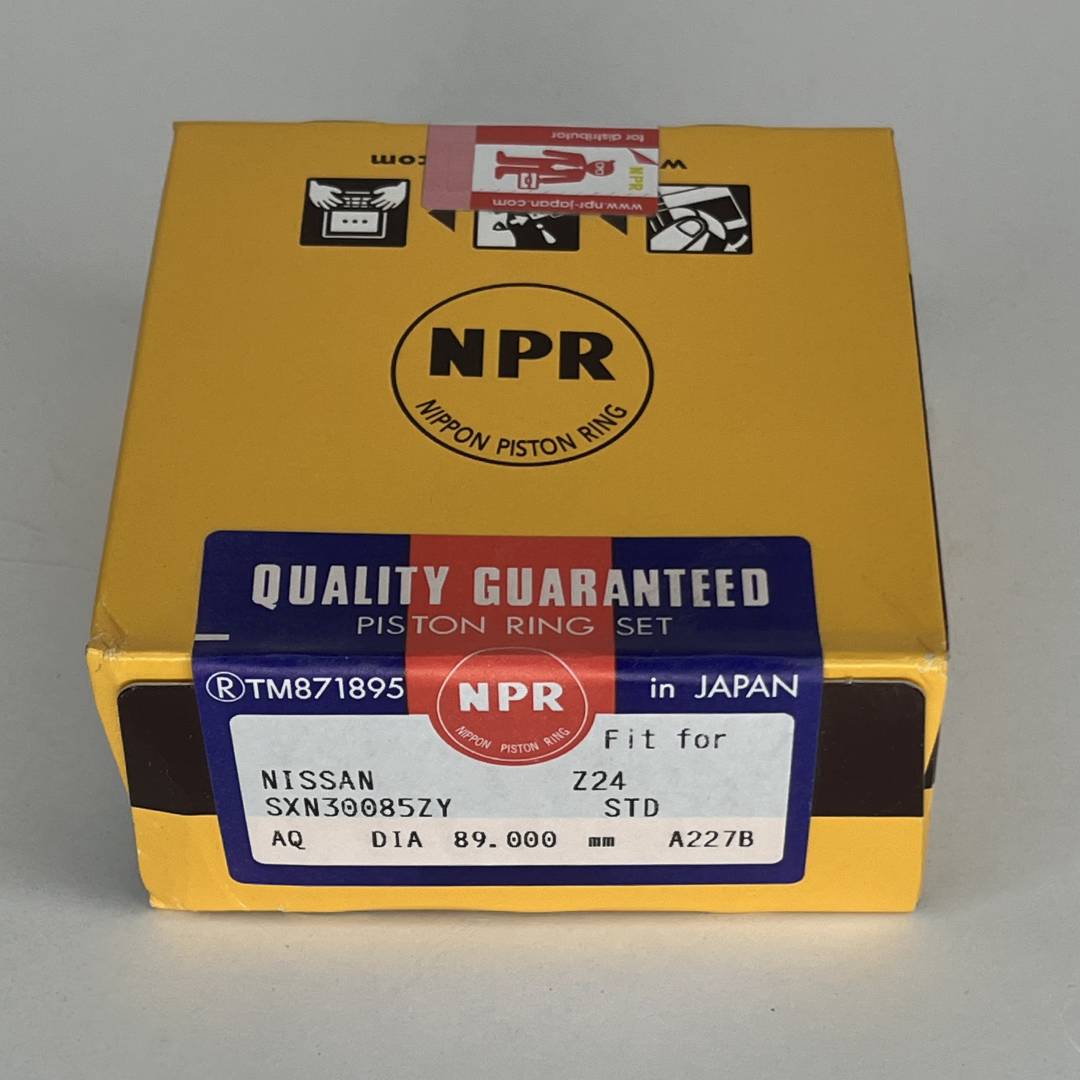 for distributor
NPR
www.npr-japan.com
w
.com
NPR
NIPPON PISTON RING
QUALITY GUARANTEED
PISTON RING SET
®TM871895
NPR
NIPPON PISTON RING
in JAPAN
Fit for
NISSAN Z24
SXN30085ZY STD
AQ DIA 89.000 mm A227B